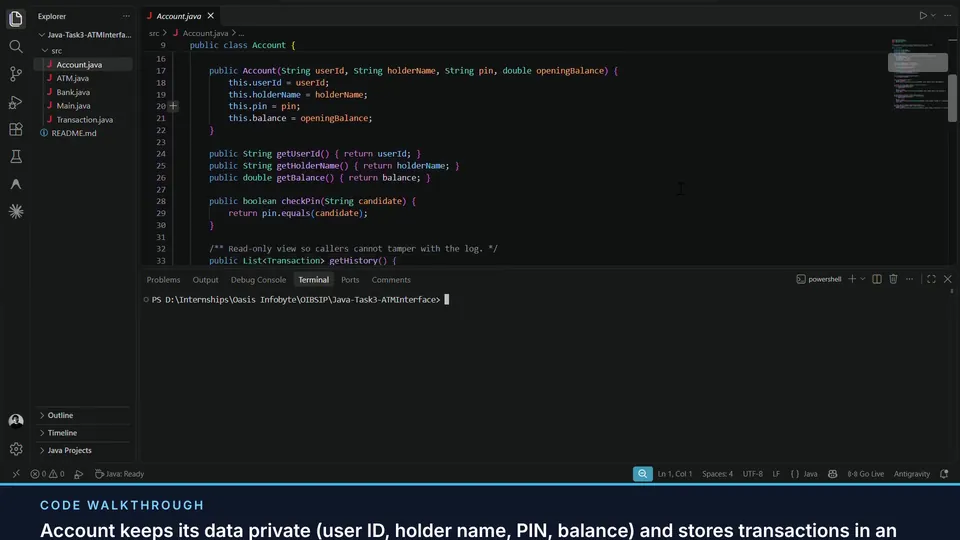 Explorer
Java-Task3-ATMInterfa...
src
Account.java
ATM.java
Bank.java
Main.java
Transaction.java
README.md
Outline
Timeline
Java Projects
Account.java
src > Account.java > ...
9 public class Account {
16
17 public Account(String userId, String holderName, String pin, double openingBalance) {
18 this.userId = userId;
19 this.holderName = holderName;
20 this.pin = pin;
21 this.balance = openingBalance;
22 }
23
24 public String getUserId() { return userId; }
25 public String getHolderName() { return holderName; }
26 public double getBalance() { return balance; }
27
28 public boolean checkPin(String candidate) {
29 return pin.equals(candidate);
30 }
31
32 /** Read-only view so callers cannot tamper with the log. */
33 public List<Transaction> getHistory() {
Problems Output Debug Console Terminal Ports Comments
powershell
PS D:\Internships\Oasis Infobyte\OIBSIP\Java-Task3-ATMInterface>
0 0 Java: Ready
Ln 1, Col 1 Spaces: 4 UTF-8 LF {} Java Go Live Antigravity
CODE WALKTHROUGH
Account keeps its data private (user ID, holder name, PIN, balance) and stores transactions in an